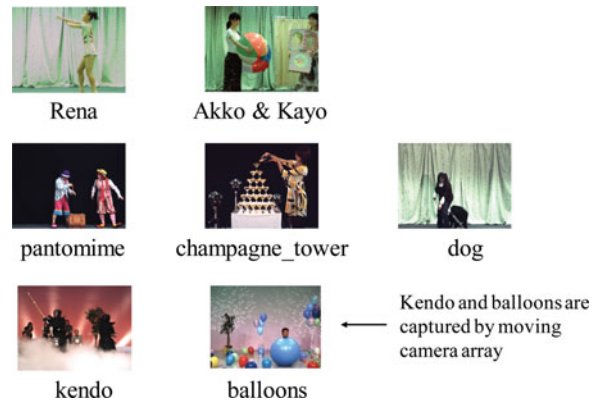 Rena
Akko & Kayo
pantomime
champagne_tower
dog
Kendo and balloons are
captured by moving
camera array
kendo
balloons